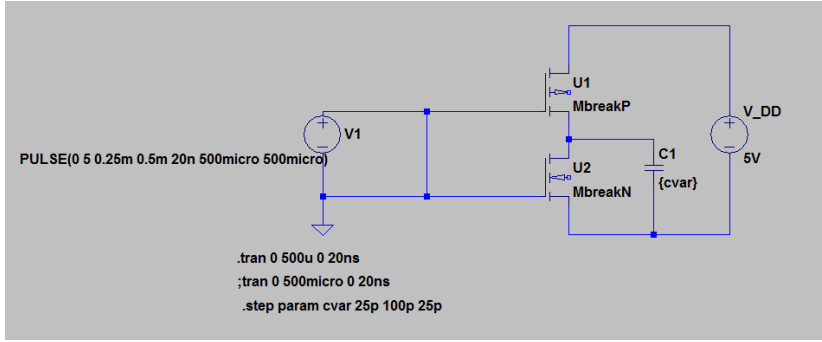 U1
MbreakP
V_DD
V1
5V
PULSE(0 5 0.25m 0.5m 20n 500micro 500micro)
U2
C1
MbreakN
{cvar}
.tran 0 500u 0 20ns
;tran 0 500micro 0 20ns
.step param cvar 25p 100p 25p